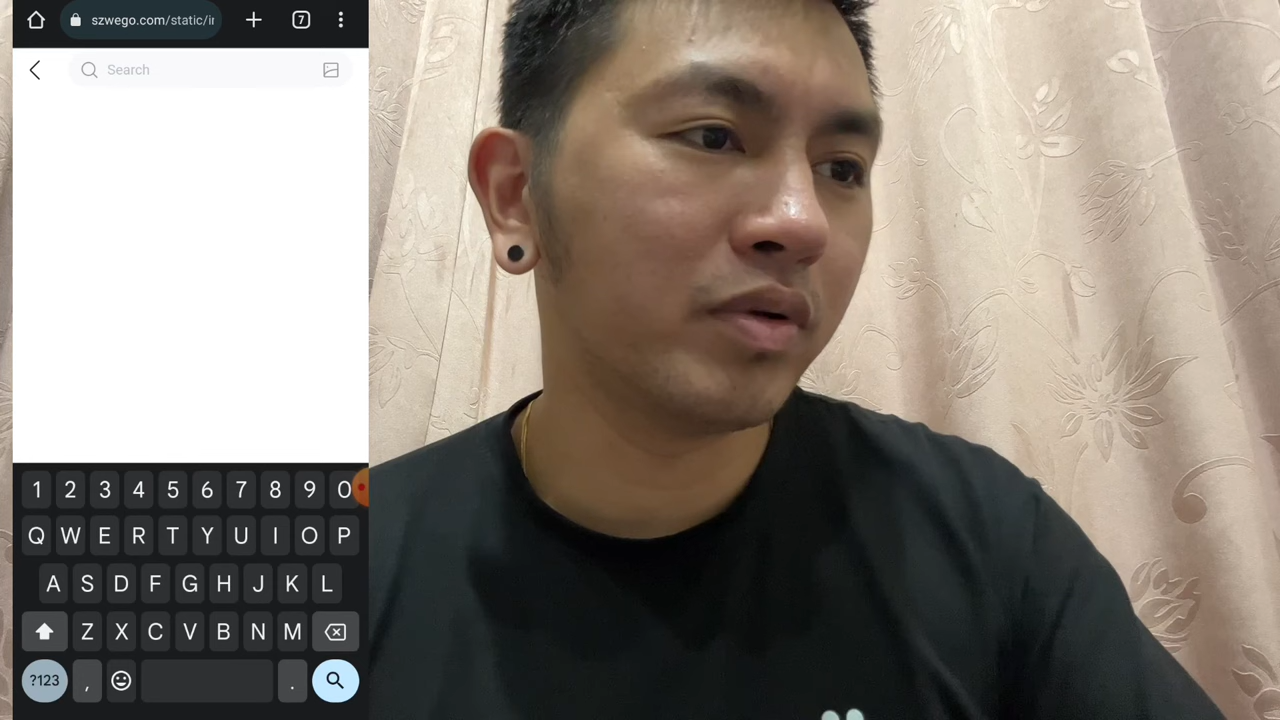 szwego.com/static/i
7
Search
1 2 3 4 5 6 7 8 9 0
Q W E R T Y U I O P
A S D F G H J K L
Z X C V B N M
?123 , .